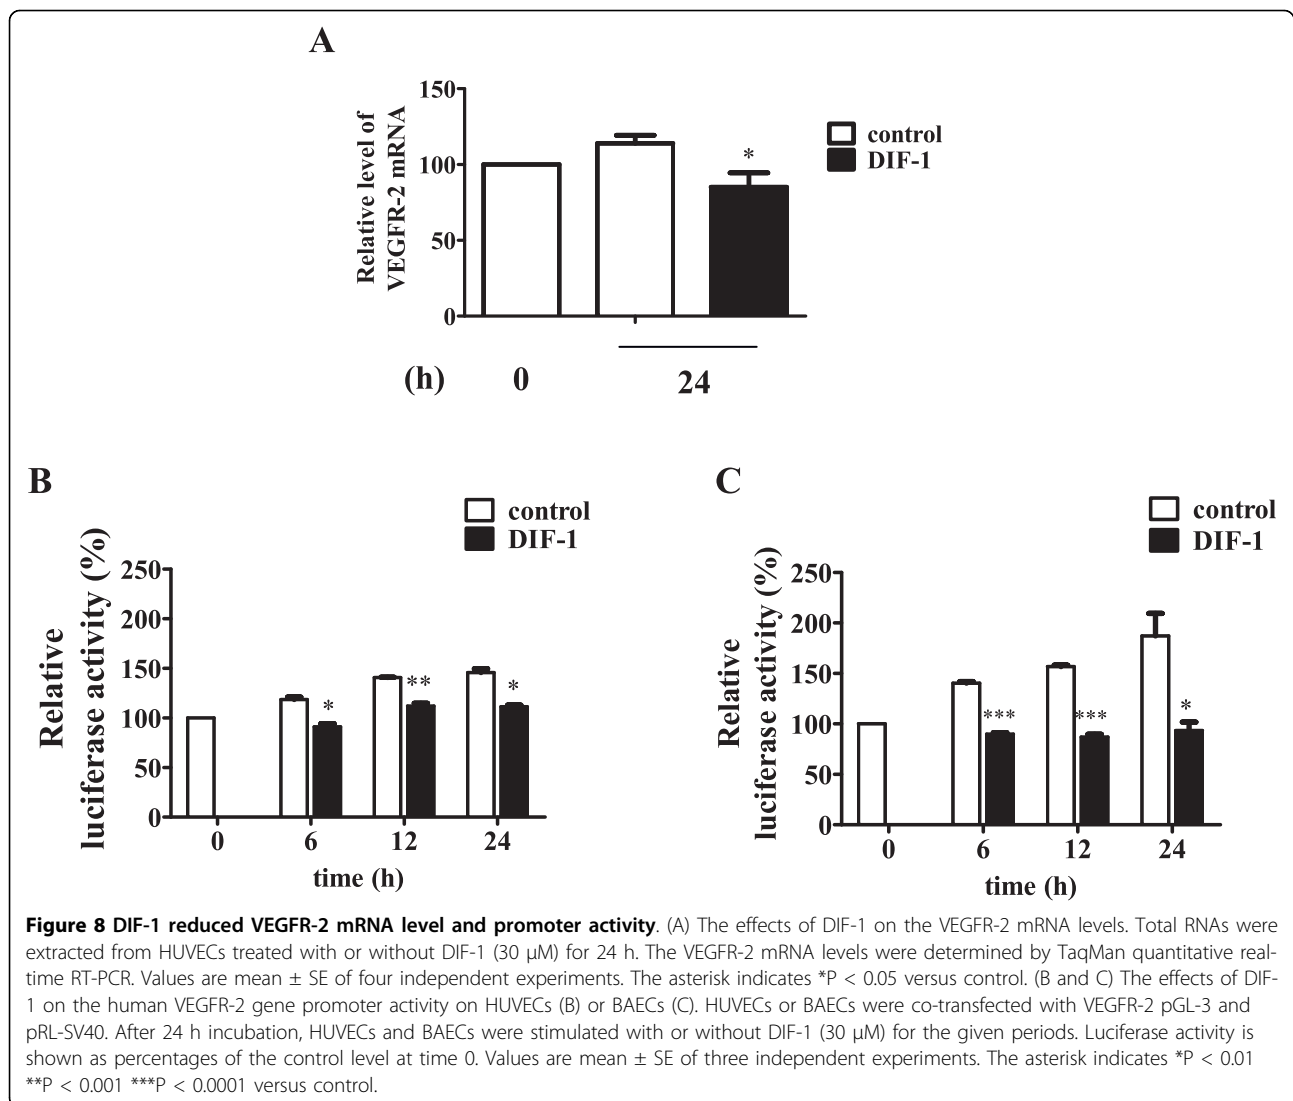 A
Relative level of
VEGFR-2 mRNA
150
100
50
0
*
control
DIF-1
(h)
0
24
B
control
DIF-1
Relative
luciferase activity (%)
250
200
150
100
50
0
*
**
*
0
6
12
24
time (h)
C
control
DIF-1
Relative
luciferase activity (%)
250
200
150
100
50
0
***
***
*
0
6
12
24
time (h)
Figure 8 DIF-1 reduced VEGFR-2 mRNA level and promoter activity. (A) The effects of DIF-1 on the VEGFR-2 mRNA levels. Total RNAs were
extracted from HUVECs treated with or without DIF-1 (30 μM) for 24 h. The VEGFR-2 mRNA levels were determined by TaqMan quantitative real-
time RT-PCR. Values are mean ± SE of four independent experiments. The asterisk indicates *P < 0.05 versus control. (B and C) The effects of DIF-
1 on the human VEGFR-2 gene promoter activity on HUVECs (B) or BAECs (C). HUVECs or BAECs were co-transfected with VEGFR-2 pGL-3 and
pRL-SV40. After 24 h incubation, HUVECs and BAECs were stimulated with or without DIF-1 (30 μM) for the given periods. Luciferase activity is
shown as percentages of the control level at time 0. Values are mean ± SE of three independent experiments. The asterisk indicates *P < 0.01
**P < 0.001 ***P < 0.0001 versus control.